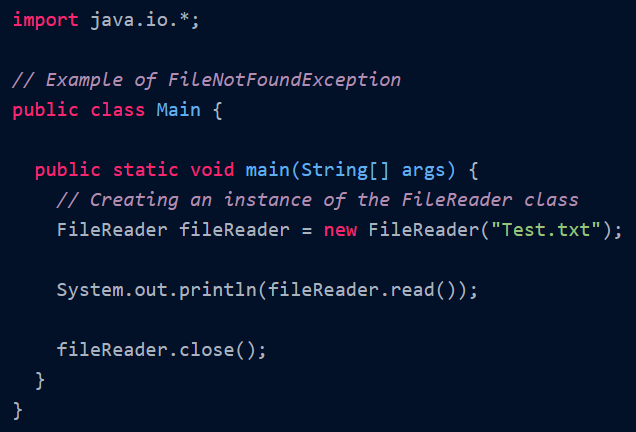 import java.io.*;
// Example of FileNotFoundException
public class Main {
public static void main(String[] args) {
// Creating an instance of the FileReader class
FileReader fileReader = new FileReader("Test.txt");
System.out.println(fileReader.read());
fileReader.close();
}
}